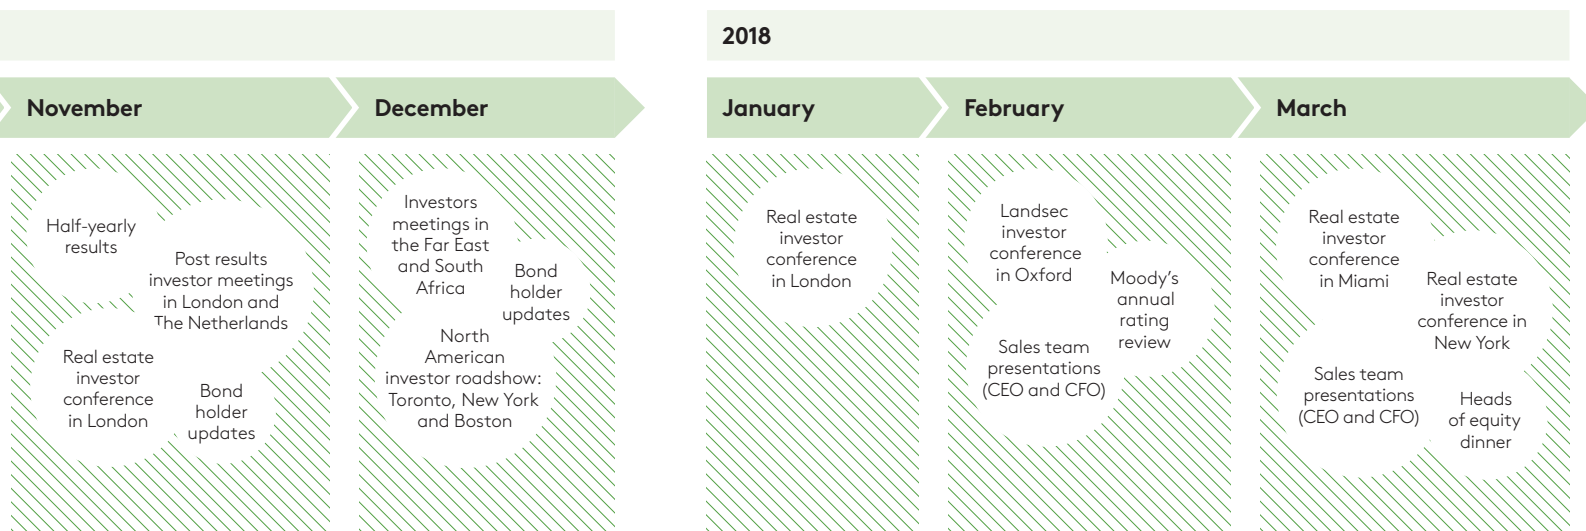 2018
November
December
January
February
March
Half-yearly
results
Post results
investor meetings
in London and
The Netherlands
Real estate
investor
conference
in London
Bond
holder
updates
Investors
meetings in
the Far East
and South
Africa
Bond
holder
updates
North
American
investor roadshow:
Toronto, New York
and Boston
Real estate
investor
conference
in London
Landsec
investor
conference
in Oxford
Moody's
annual
rating
review
Sales team
presentations
(CEO and CFO)
Real estate
investor
conference
in Miami
Real estate
investor
conference in
New York
Sales team
presentations
(CEO and CFO)
Heads
of equity
dinner